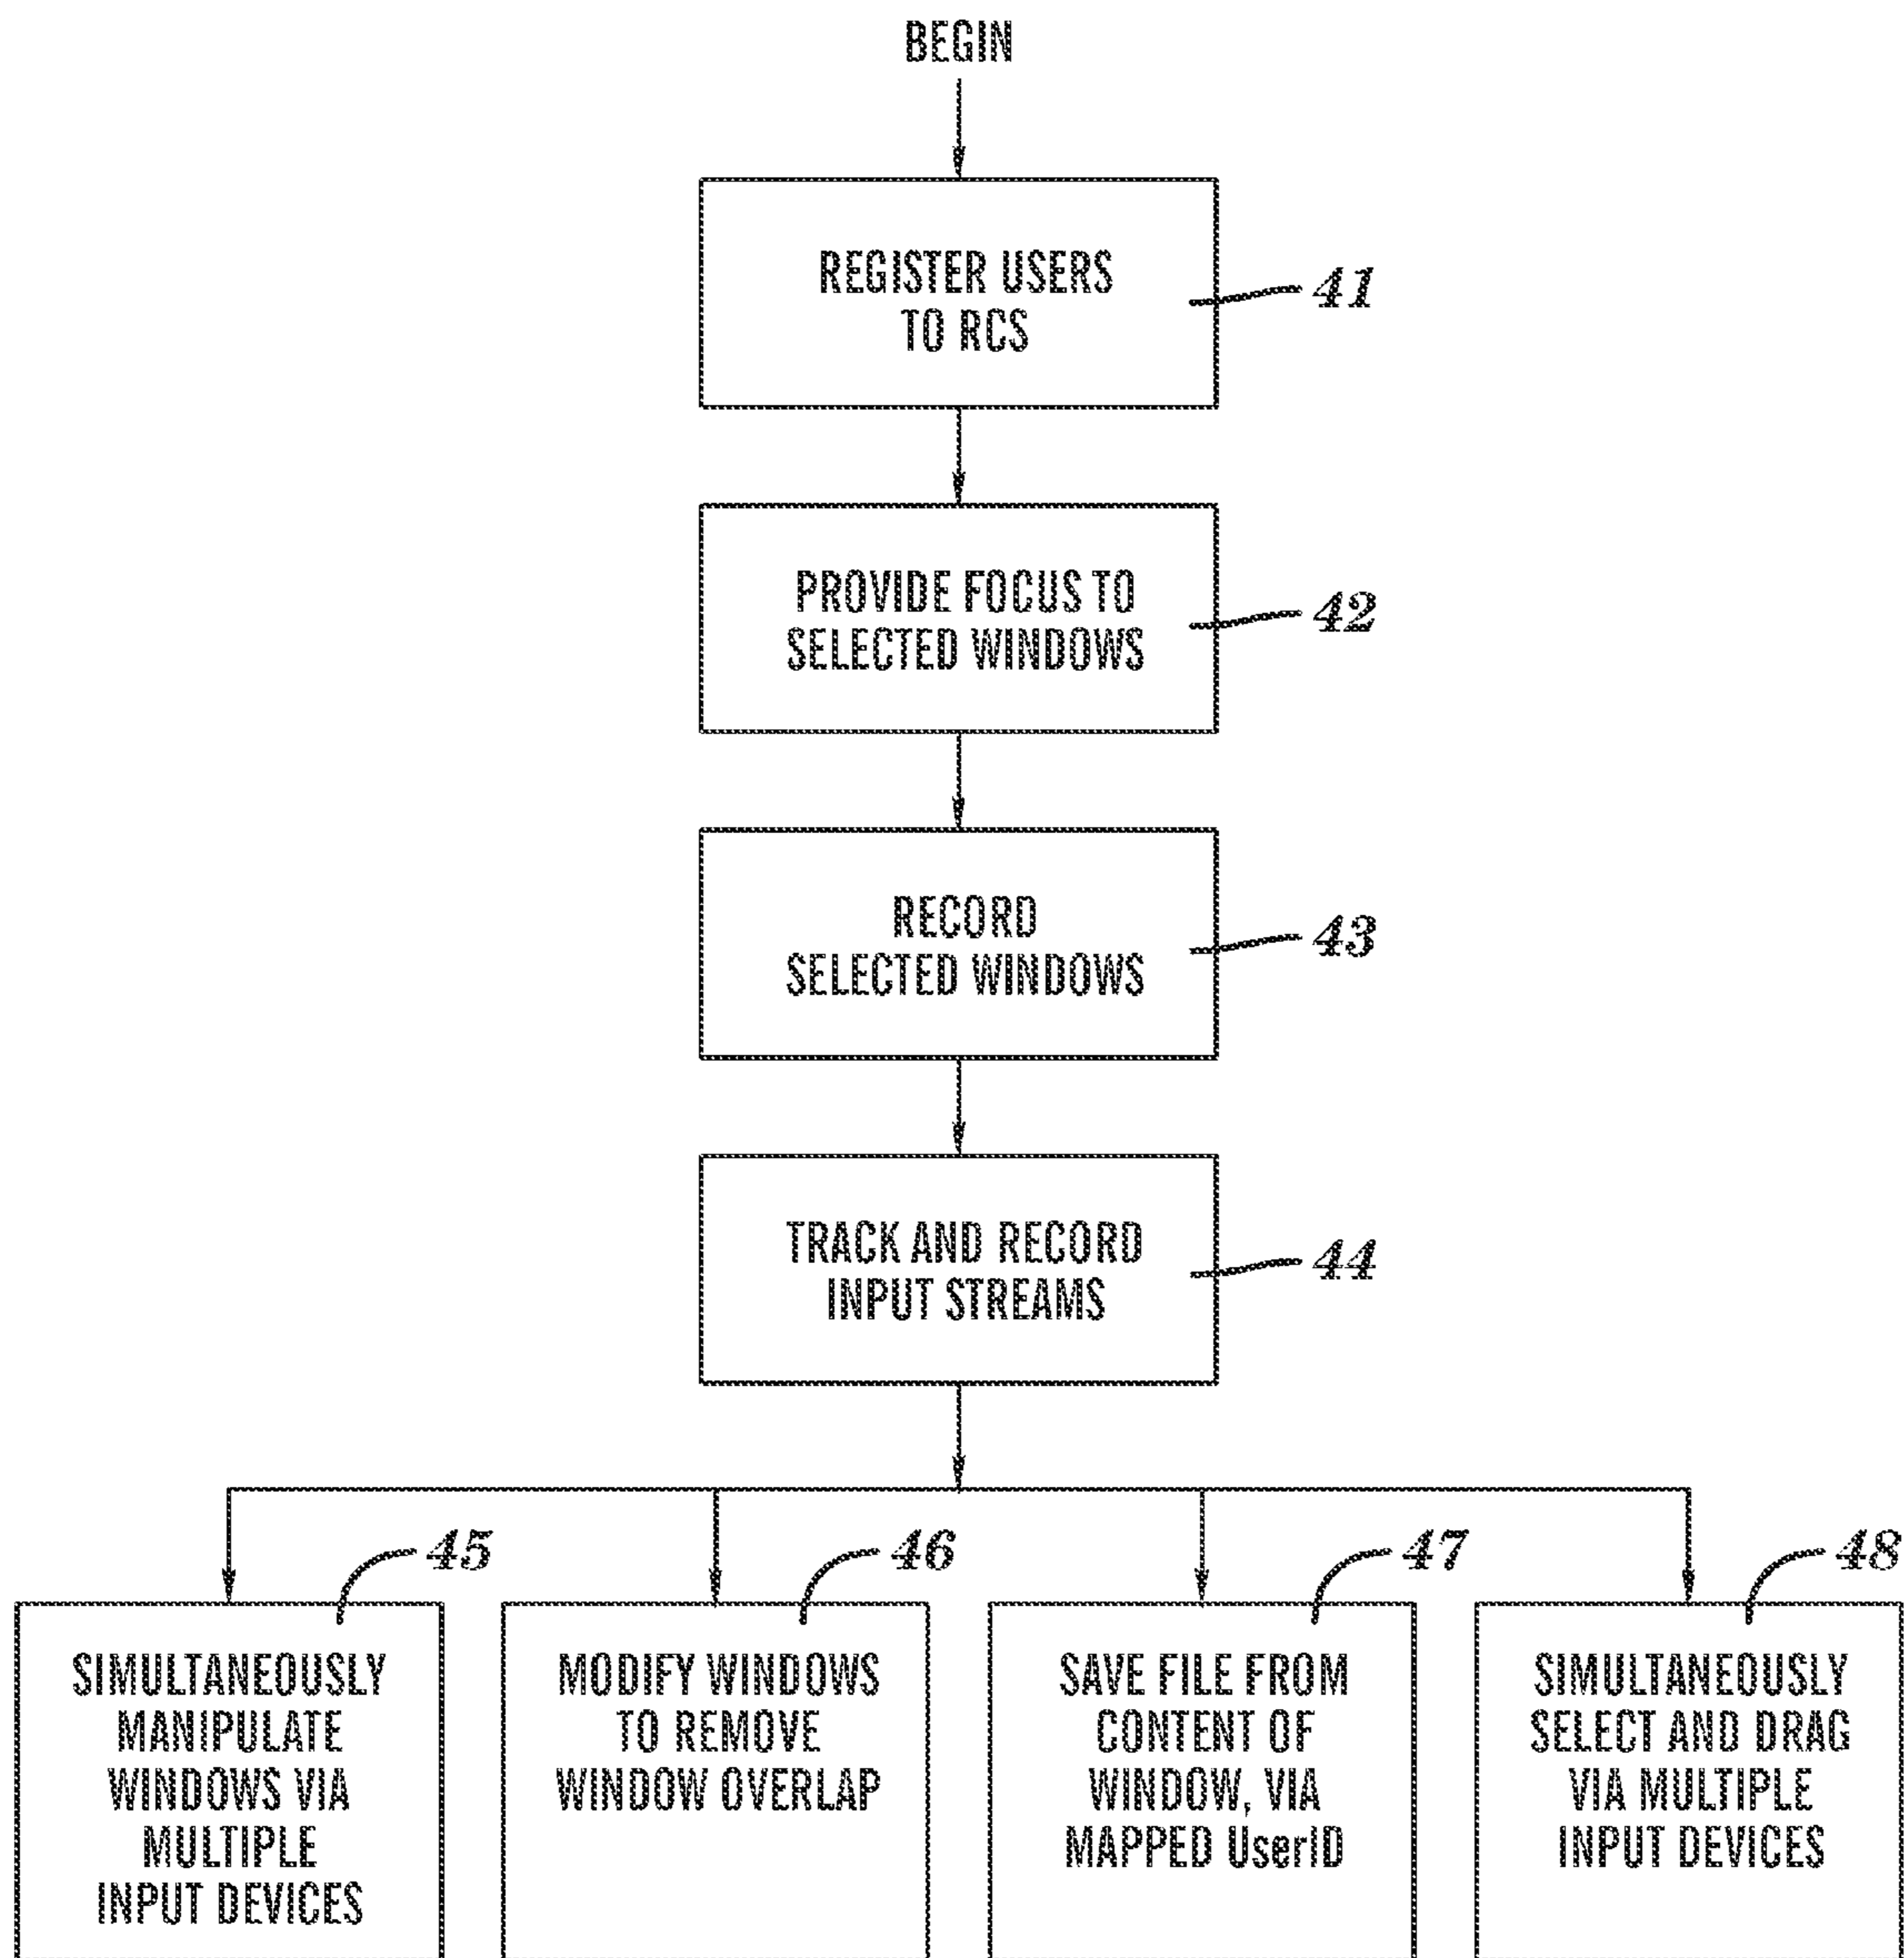 BEGIN
REGISTER USERS
TO RCS
41
PROVIDE FOCUS TO
SELECTED WINDOWS
42
RECORD
SELECTED WINDOWS
43
TRACK AND RECORD
INPUT STREAMS
44
45
SIMULTANEOUSLY
MANIPULATE
WINDOWS VIA
MULTIPLE
INPUT DEVICES
46
MODIFY WINDOWS
TO REMOVE
WINDOW OVERLAP
47
SAVE FILE FROM
CONTENT OF
WINDOW, VIA
MAPPED UserID
48
SIMULTANEOUSLY
SELECT AND DRAG
VIA MULTIPLE
INPUT DEVICES